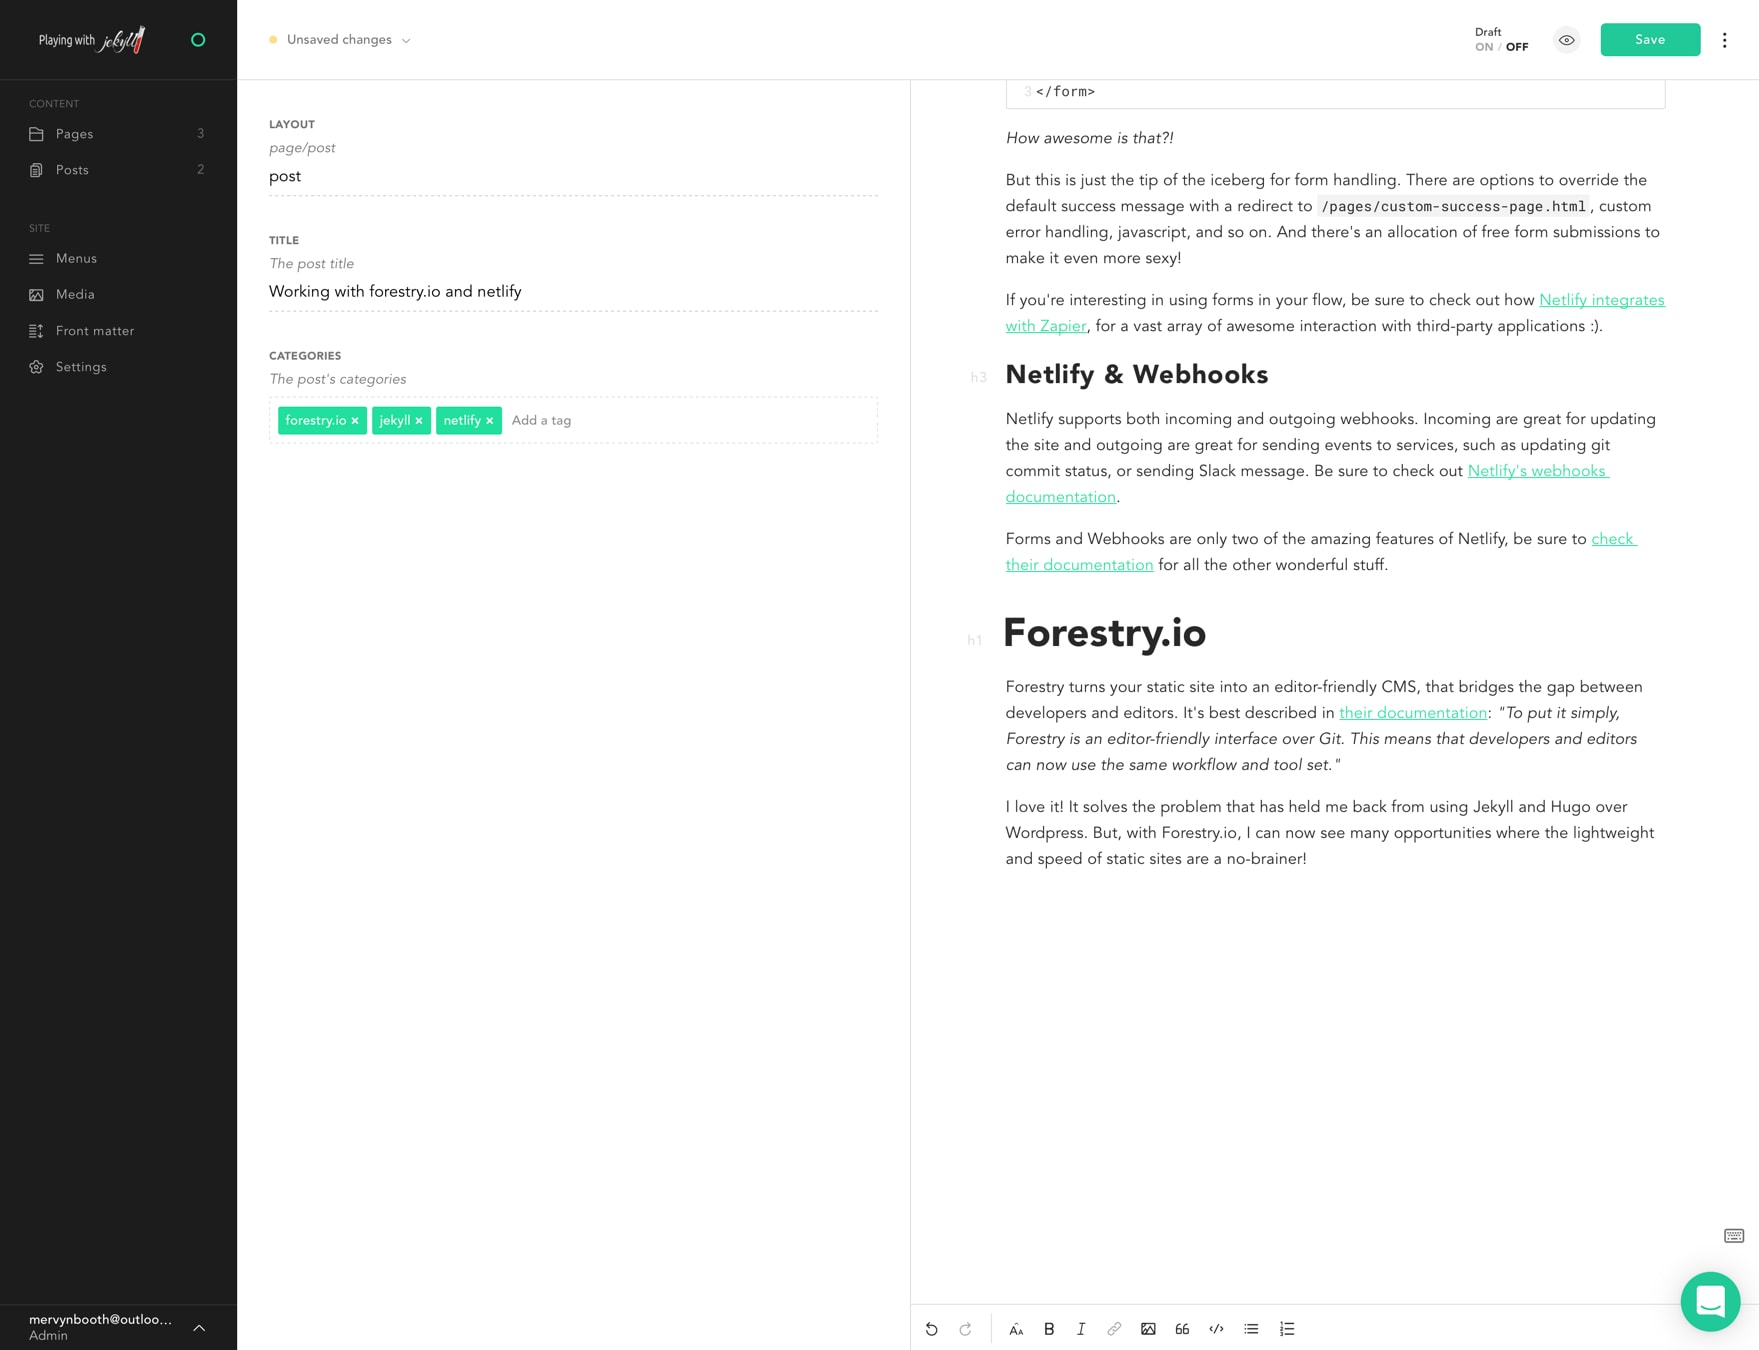 Playing with jekyll
Unsaved changes
Draft
ON / OFF
Save
CONTENT
Pages 3
Posts 2
SITE
Menus
Media
Front matter
Settings
mervynbooth@outloo...
Admin
LAYOUT
page/post
post
TITLE
The post title
Working with forestry.io and netlify
CATEGORIES
The post's categories
forestry.io × jekyll × netlify × Add a tag
3 </form>
How awesome is that?!
But this is just the tip of the iceberg for form handling. There are options to override the
default success message with a redirect to /pages/custom-success-page.html, custom
error handling, javascript, and so on. And there's an allocation of free form submissions to
make it even more sexy!
If you're interesting in using forms in your flow, be sure to check out how Netlify integrates
with Zapier, for a vast array of awesome interaction with third-party applications :).
h3 Netlify & Webhooks
Netlify supports both incoming and outgoing webhooks. Incoming are great for updating
the site and outgoing are great for sending events to services, such as updating git
commit status, or sending Slack message. Be sure to check out Netlify's webhooks
documentation.
Forms and Webhooks are only two of the amazing features of Netlify, be sure to check
their documentation for all the other wonderful stuff.
h1 Forestry.io
Forestry turns your static site into an editor-friendly CMS, that bridges the gap between
developers and editors. It's best described in their documentation: "To put it simply,
Forestry is an editor-friendly interface over Git. This means that developers and editors
can now use the same workflow and tool set."
I love it! It solves the problem that has held me back from using Jekyll and Hugo over
Wordpress. But, with Forestry.io, I can now see many opportunities where the lightweight
and speed of static sites are a no-brainer!